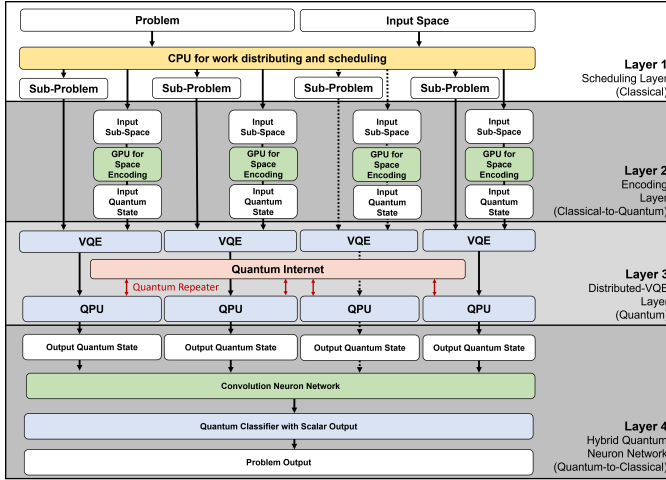 Problem
Input Space
CPU for work distributing and scheduling
Sub-Problem
Sub-Problem
Sub-Problem
Sub-Problem
Layer 1
Scheduling Layer
(Classical)
Input
Sub-Space
Input
Sub-Space
Input
Sub-Space
Input
Sub-Space
GPU for
Space
Encoding
GPU for
Space
Encoding
GPU for
Space
Encoding
GPU for
Space
Encoding
Input
Quantum
State
Input
Quantum
State
Input
Quantum
State
Input
Quantum
State
Layer 2
Encoding
Layer
(Classical-to-Quantum)
VQE
VQE
VQE
VQE
Quantum Internet
Quantum Repeater
QPU
QPU
QPU
QPU
Layer 3
Distributed-VQE
Layer
(Quantum)
Output Quantum State
Output Quantum State
Output Quantum State
Output Quantum State
Convolution Neuron Network
Quantum Classifier with Scalar Output
Problem Output
Layer 4
Hybrid Quantum
Neuron Network
(Quantum-to-Classical)